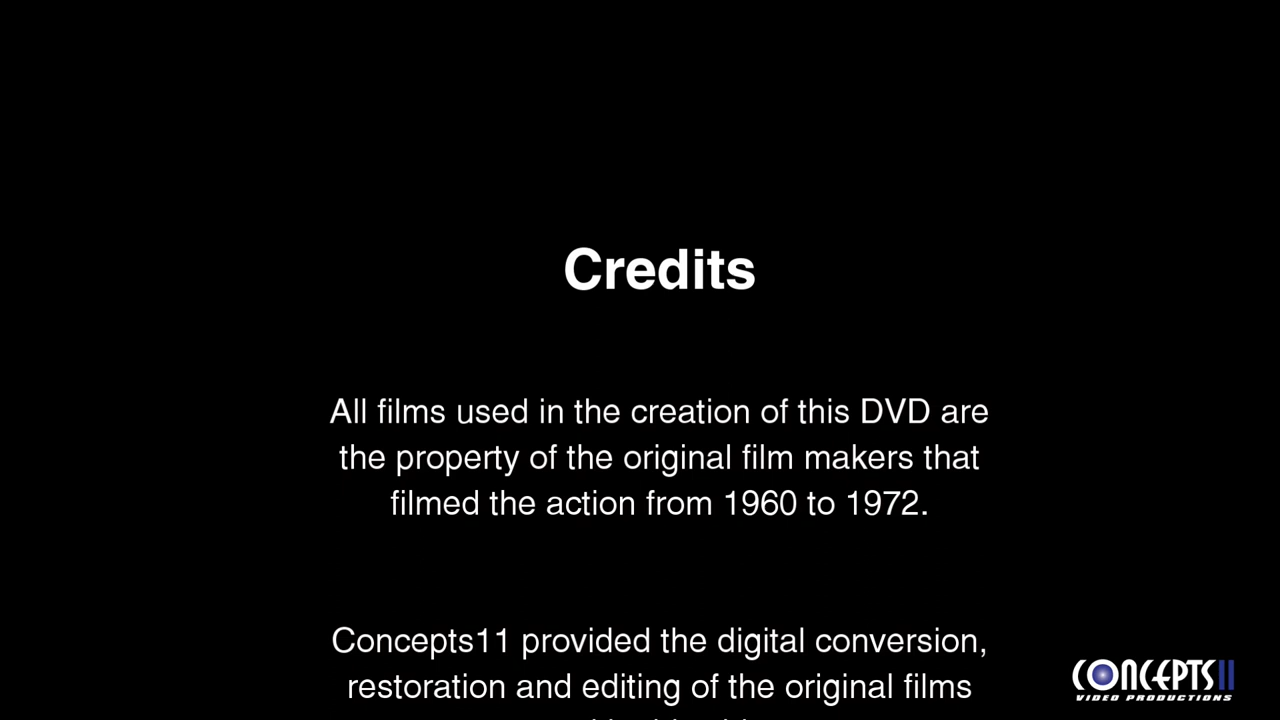 Credits
All films used in the creation of this DVD are
the property of the original film makers that
filmed the action from 1960 to 1972.
Concepts11 provided the digital conversion,
restoration and editing of the original films
CONCEPTS11
VIDEO PRODUCTIONS